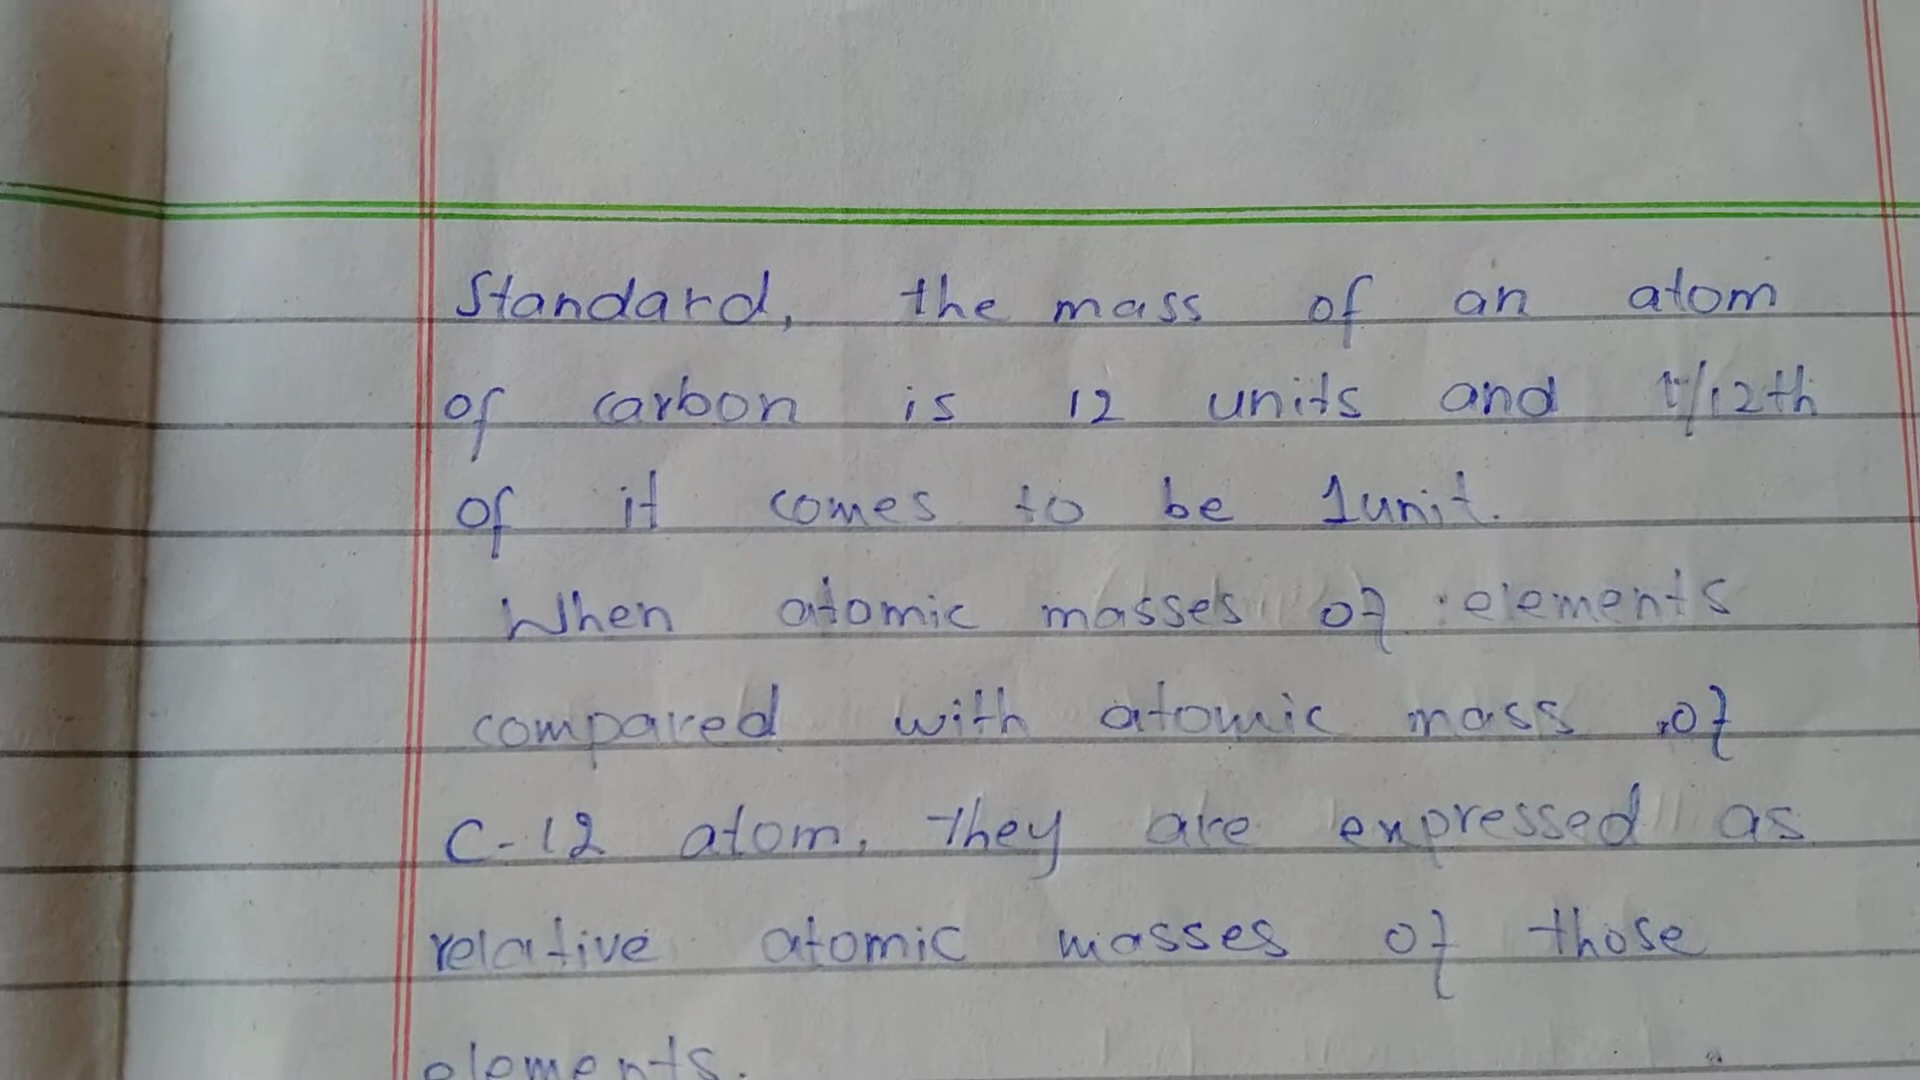 Standard, the mass of an atom
of carbon is 12 units and 1/12th
of it comes to be 1unit.
When atomic masses of elements
compared with atomic mass of
C-12 atom, they are expressed as
relative atomic masses of those
elements.